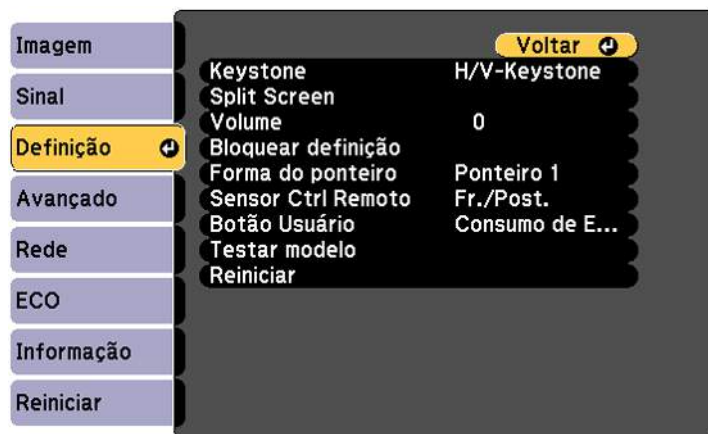 Imagem
Sinal
Definição
Avançado
Rede
ECO
Informação
Reiniciar
Voltar
Keystone H/V-Keystone
Split Screen
Volume 0
Bloquear definição
Forma do ponteiro Ponteiro 1
Sensor Ctrl Remoto Fr./Post.
Botão Usuário Consumo de E...
Testar modelo
Reiniciar